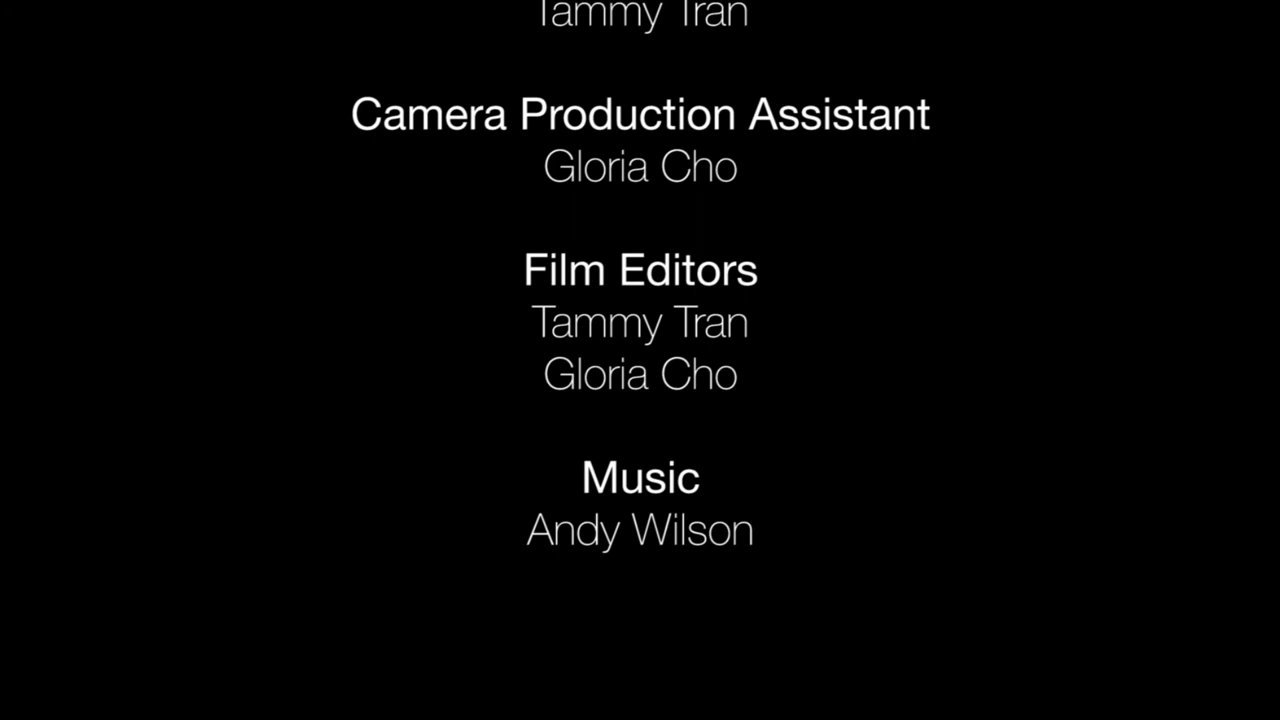 Tammy Tran
Camera Production Assistant
Gloria Cho
Film Editors
Tammy Tran
Gloria Cho
Music
Andy Wilson